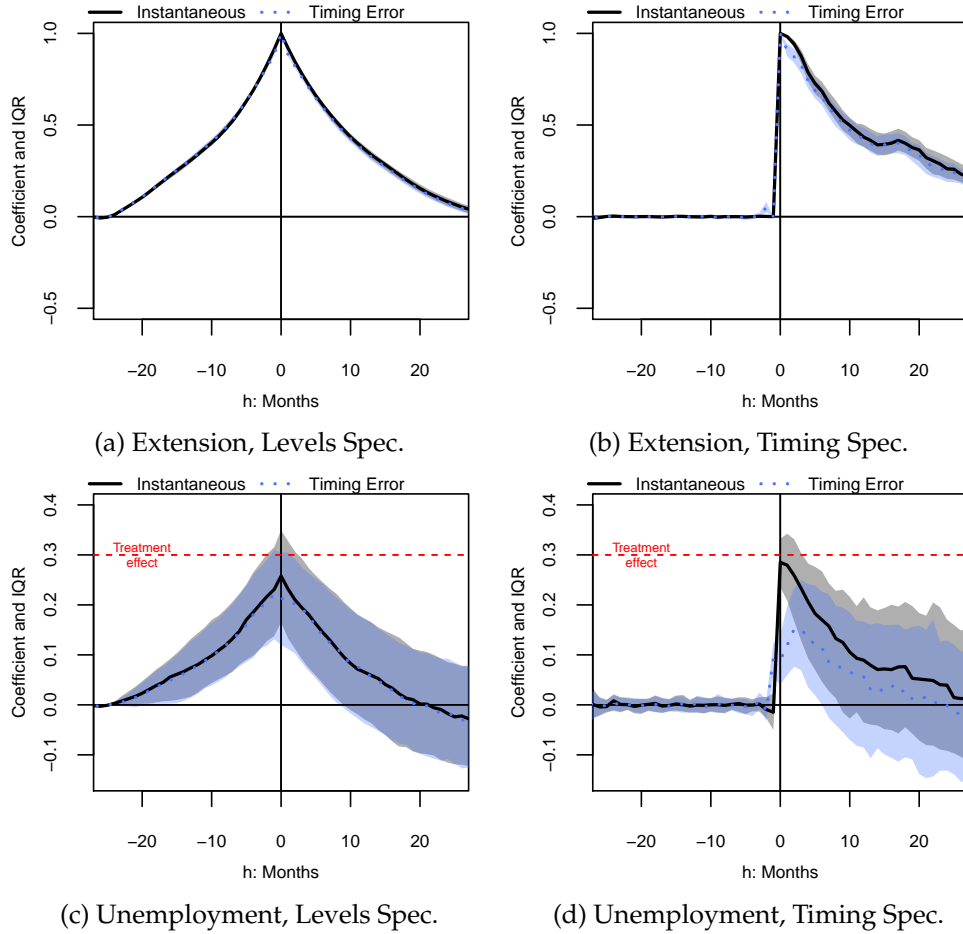 Instantaneous Timing Error
Coefficient and IQR
1.0
0.5
0.0
−0.5
−20 −10 0 10 20
h: Months
(a) Extension, Levels Spec.
Instantaneous Timing Error
Coefficient and IQR
1.0
0.5
0.0
−0.5
−20 −10 0 10 20
h: Months
(b) Extension, Timing Spec.
Instantaneous Timing Error
Coefficient and IQR
0.4
0.3
0.2
0.1
0.0
−0.1
Treatment
effect
−20 −10 0 10 20
h: Months
(c) Unemployment, Levels Spec.
Instantaneous Timing Error
Coefficient and IQR
0.4
0.3
0.2
0.1
0.0
−0.1
Treatment
effect
−20 −10 0 10 20
h: Months
(d) Unemployment, Timing Spec.